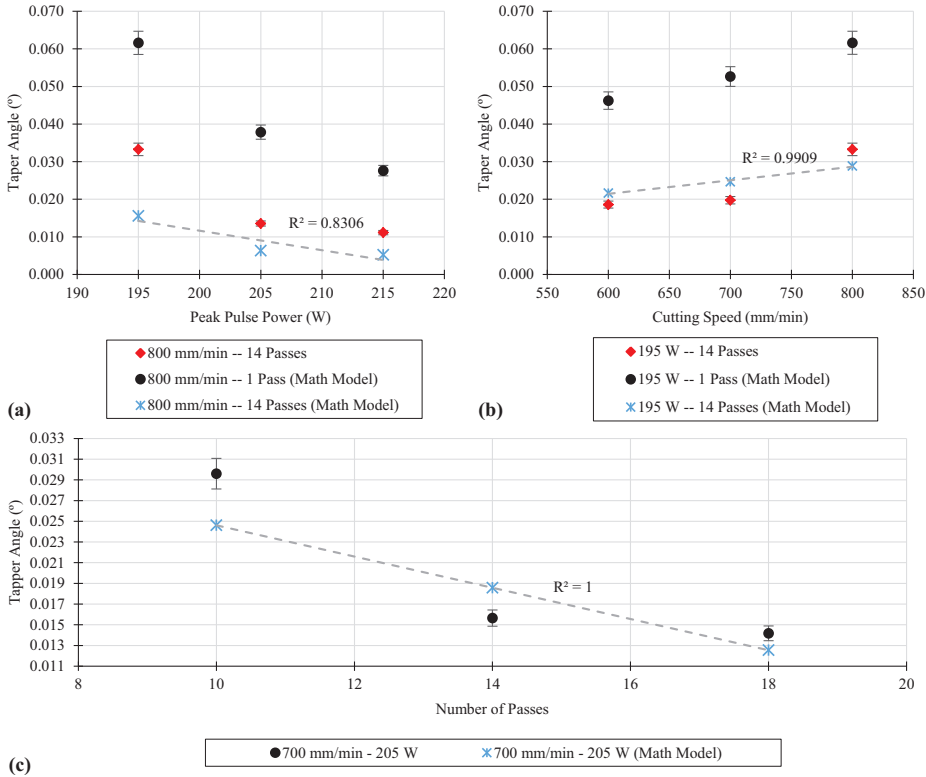 0.070
0.060
0.050
0.040
0.030
0.020
0.010
0.000
Taper Angle (º)
R² = 0.8306
190 195 200 205 210 215 220
Peak Pulse Power (W)
800 mm/min -- 14 Passes
800 mm/min -- 1 Pass (Math Model)
800 mm/min -- 14 Passes (Math Model)
(a)
0.070
0.060
0.050
0.040
0.030
0.020
0.010
0.000
Taper Angle (º)
R² = 0.9909
550 600 650 700 750 800 850
Cutting Speed (mm/min)
195 W -- 14 Passes
195 W -- 1 Pass (Math Model)
195 W -- 14 Passes (Math Model)
(b)
0.033
0.031
0.029
0.027
0.025
0.023
0.021
0.019
0.017
0.015
0.013
0.011
Tapper Angle (º)
R² = 1
8 10 12 14 16 18 20
Number of Passes
700 mm/min - 205 W 700 mm/min - 205 W (Math Model)
(c)